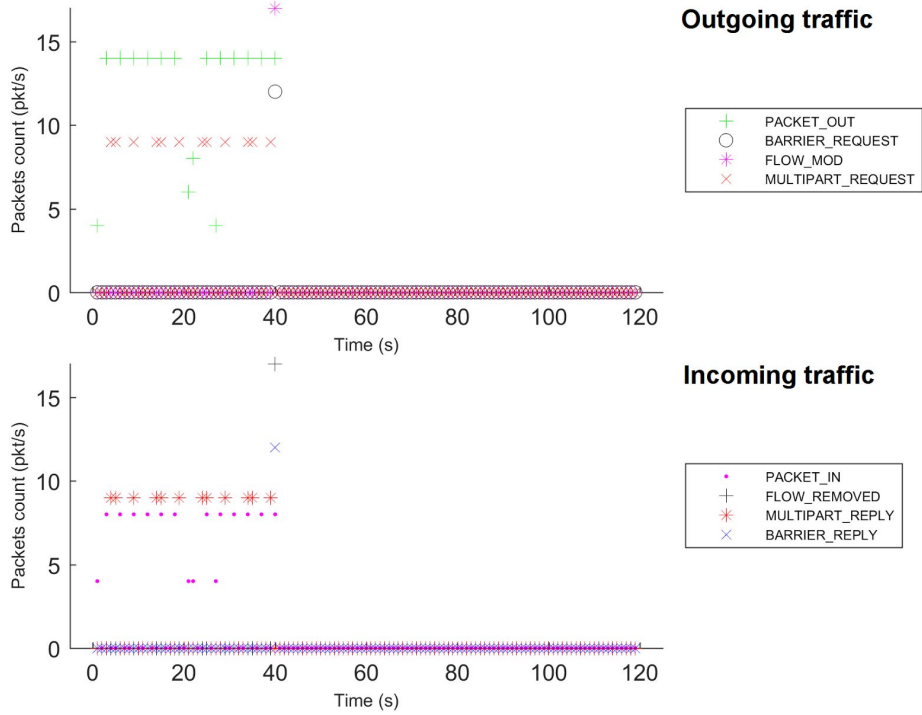 Outgoing traffic
15
10
5
0
Packets count (pkt/s)
0 20 40 60 80 100 120
Time (s)
PACKET_OUT
BARRIER_REQUEST
FLOW_MOD
MULTIPART_REQUEST
Incoming traffic
15
10
5
0
Packets count (pkt/s)
0 20 40 60 80 100 120
Time (s)
PACKET_IN
FLOW_REMOVED
MULTIPART_REPLY
BARRIER_REPLY